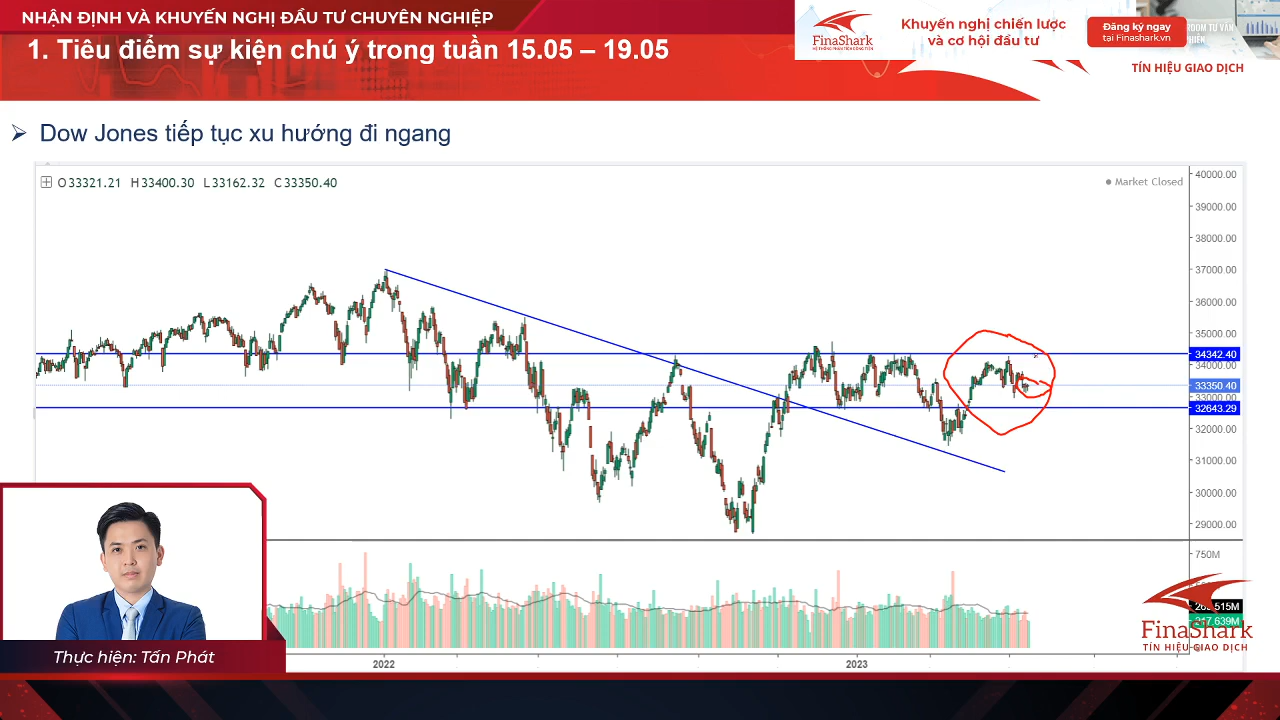 NHẬN ĐỊNH VÀ KHUYẾN NGHỊ ĐẦU TƯ CHUYÊN NGHIỆP
1. Tiêu điểm sự kiện chú ý trong tuần 15.05 – 19.05
FinaShark
Khuyến nghị chiến lược
và cơ hội đầu tư
Đăng ký ngay
tại Finashark.vn
TÍN HIỆU GIAO DỊCH
Dow Jones tiếp tục xu hướng đi ngang
O33321.21 H33400.30 L33162.32 C33350.40
Market Closed
40000.00
39000.00
38000.00
37000.00
36000.00
35000.00
34342.40
34000.00
33350.40
33000.00
32643.29
32000.00
31000.00
30000.00
29000.00
750M
FinaShark
TÍN HIỆU GIAO DỊCH
2022
2023
Thực hiện: Tấn Phát